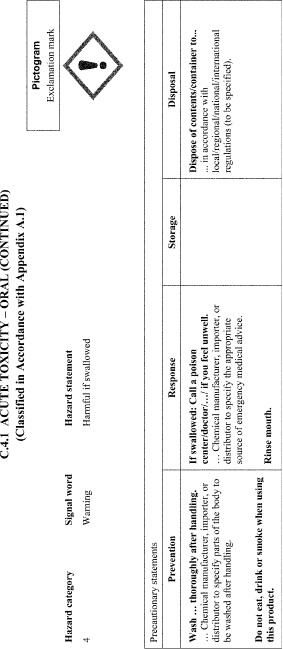 C.4.1 ACUTE TOXICITY – ORAL (CONTINUED)
(Classified in Accordance with Appendix A.1)
Pictogram
Exclamation mark
Hazard category
Signal word
Hazard statement
4
Warning
Harmful if swallowed
Precautionary statements
Prevention
Response
Storage
Disposal
Wash … thoroughly after handling.
… Chemical manufacturer, importer, or
distributor to specify parts of the body to
be washed after handling.
Do not eat, drink or smoke when using
this product.
If swallowed: Call a poison
center/doctor/…/ if you feel unwell.
… Chemical manufacturer, importer, or
distributor to specify the appropriate
source of emergency medical advice.
Rinse mouth.
Dispose of contents/container to...
... in accordance with
local/regional/national/international
regulations (to be specified).